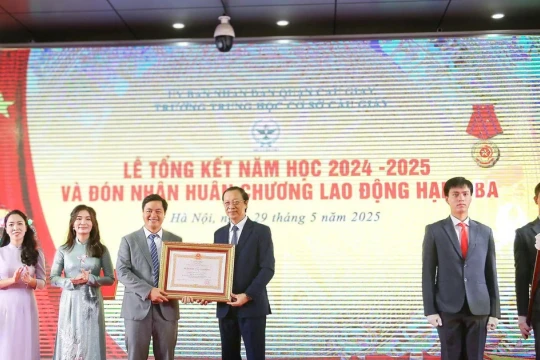 ỦY BAN NHÂN DÂN QUẬN CẦU GIẤY
TRƯỜNG TRUNG HỌC CƠ SỞ CẦU GIẤY
LỄ TỔNG KẾT NĂM HỌC 2024 -2025
VÀ ĐÓN NHẬN HUÂN CHƯƠNG LAO ĐỘNG HẠNG BA
Hà Nội, 29 tháng 5 năm 2025